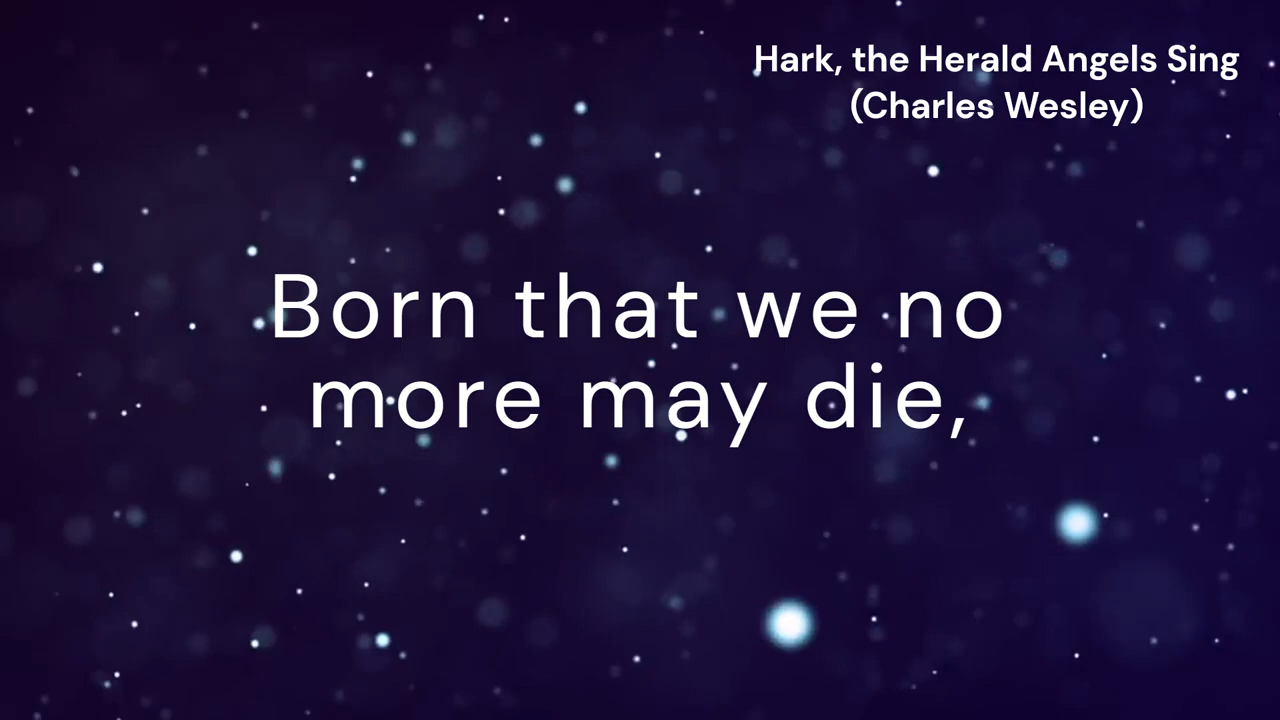 Hark, the Herald Angels Sing
(Charles Wesley)
Born that we no
more may die,